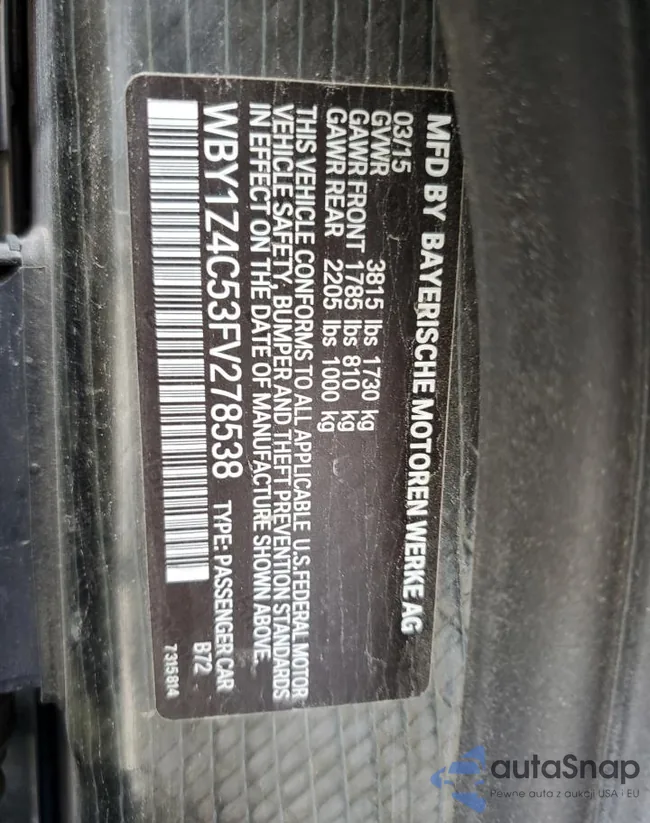 MFD BY BAYERISCHE MOTOREN WERKE AG
03/15
GVWR 3815 lbs 1730 kg
GAWR FRONT 1785 lbs 810 kg
GAWR REAR 2205 lbs 1000 kg
THIS VEHICLE CONFORMS TO ALL APPLICABLE U.S.FEDERAL MOTOR
VEHICLE SAFETY, BUMPER AND THEFT PREVENTION STANDARDS
IN EFFECT ON THE DATE OF MANUFACTURE SHOWN ABOVE.
WBY1Z4C53FV278538 TYPE: PASSENGER CAR
B72
7 315 814
autaSnap
Pewne auta z aukcji USA i EU